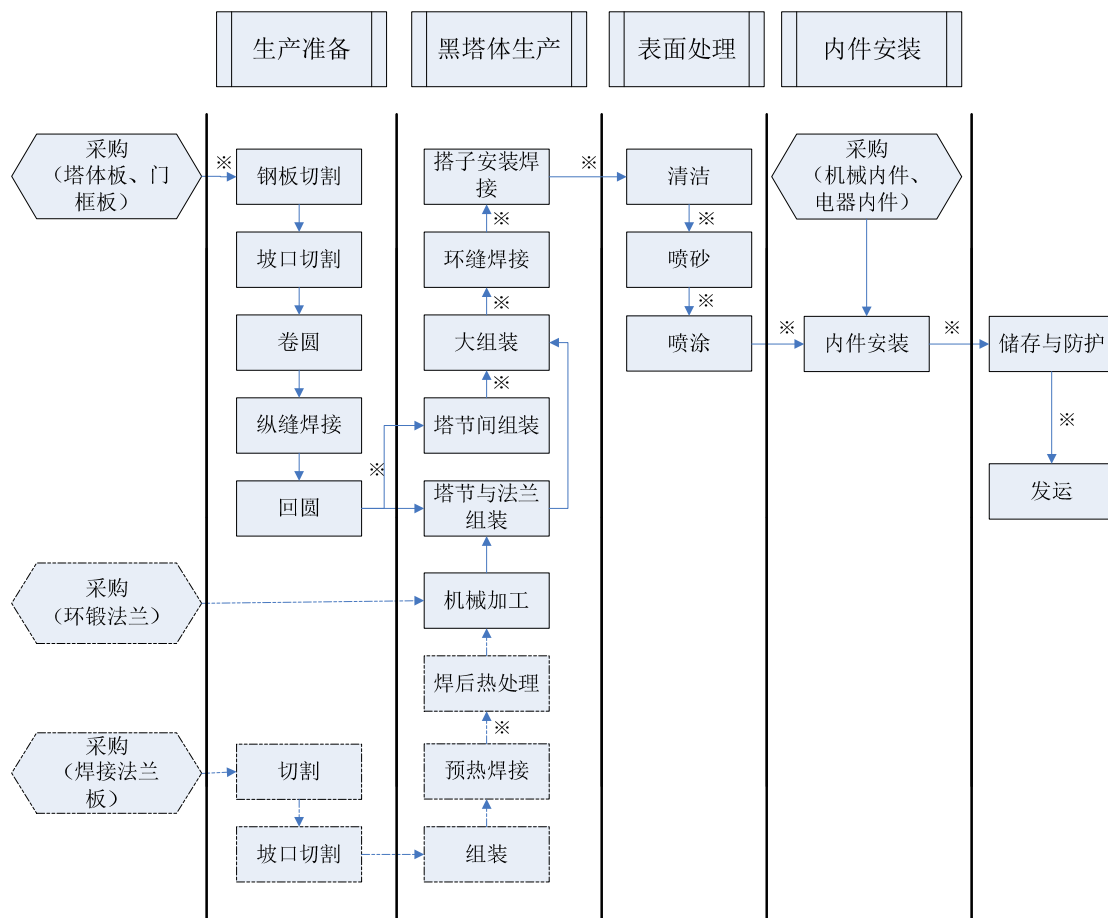 生产准备
黑塔体生产
表面处理
内件安装
采购
（塔体板、门
框板）
※
钢板切割
坡口切割
卷圆
纵缝焊接
回圆
※
搭子安装焊
接
※
※
环缝焊接
※
大组装
※
塔节间组装
塔节与法兰
组装
清洁
※
喷砂
※
喷涂
※
采购
（机械内件、
电器内件）
内件安装
※
储存与防护
※
发运
采购
（环锻法兰）
机械加工
焊后热处理
※
采购
（焊接法兰
板）
切割
预热焊接
坡口切割
组装